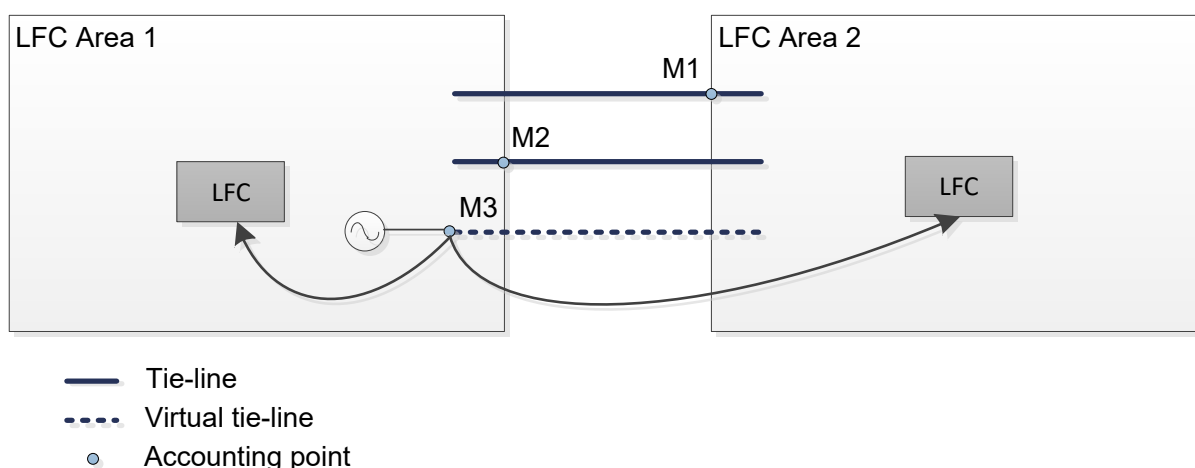 LFC Area 1
LFC Area 2
M1
M2
LFC
LFC
M3
Tie-line
Virtual tie-line
Accounting point